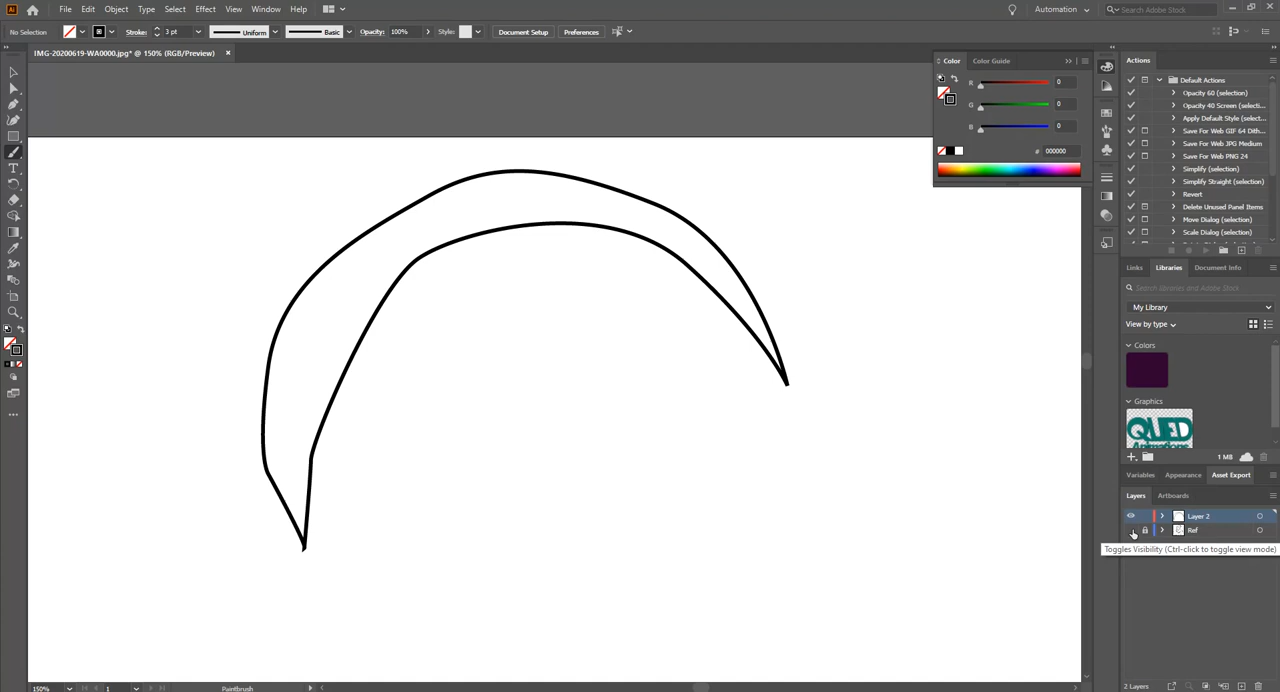 Ai File Edit Object Type Select Effect View Window Help Automation Search Adobe Stock
No Selection Stroke: 3 pt Uniform Basic Opacity: 100% Style: Document Setup Preferences
IMG-20200619-WA0000.jpg* @ 150% (RGB/Preview)
Color Color Guide
R 0
G 0
B 0
# 000000
Actions
Default Actions
Opacity 60 (selection)
Opacity 40 Screen (selecti...
Apply Default Style (select...
Save For Web GIF 64 Dith...
Save For Web JPG Medium
Save For Web PNG 24
Simplify (selection)
Simplify Straight (selection)
Revert
Delete Unused Panel Items
Move Dialog (selection)
Scale Dialog (selection)
Links Libraries Document Info
Search libraries and Adobe Stock
My Library
View by type
Colors
Graphics
QUED
Animations
1 MB
Variables Appearance Asset Export
Layers Artboards
Layer 2
Ref
Toggles Visibility (Ctrl-click to toggle view mode)
150% 1 Paintbrush 2 Layers